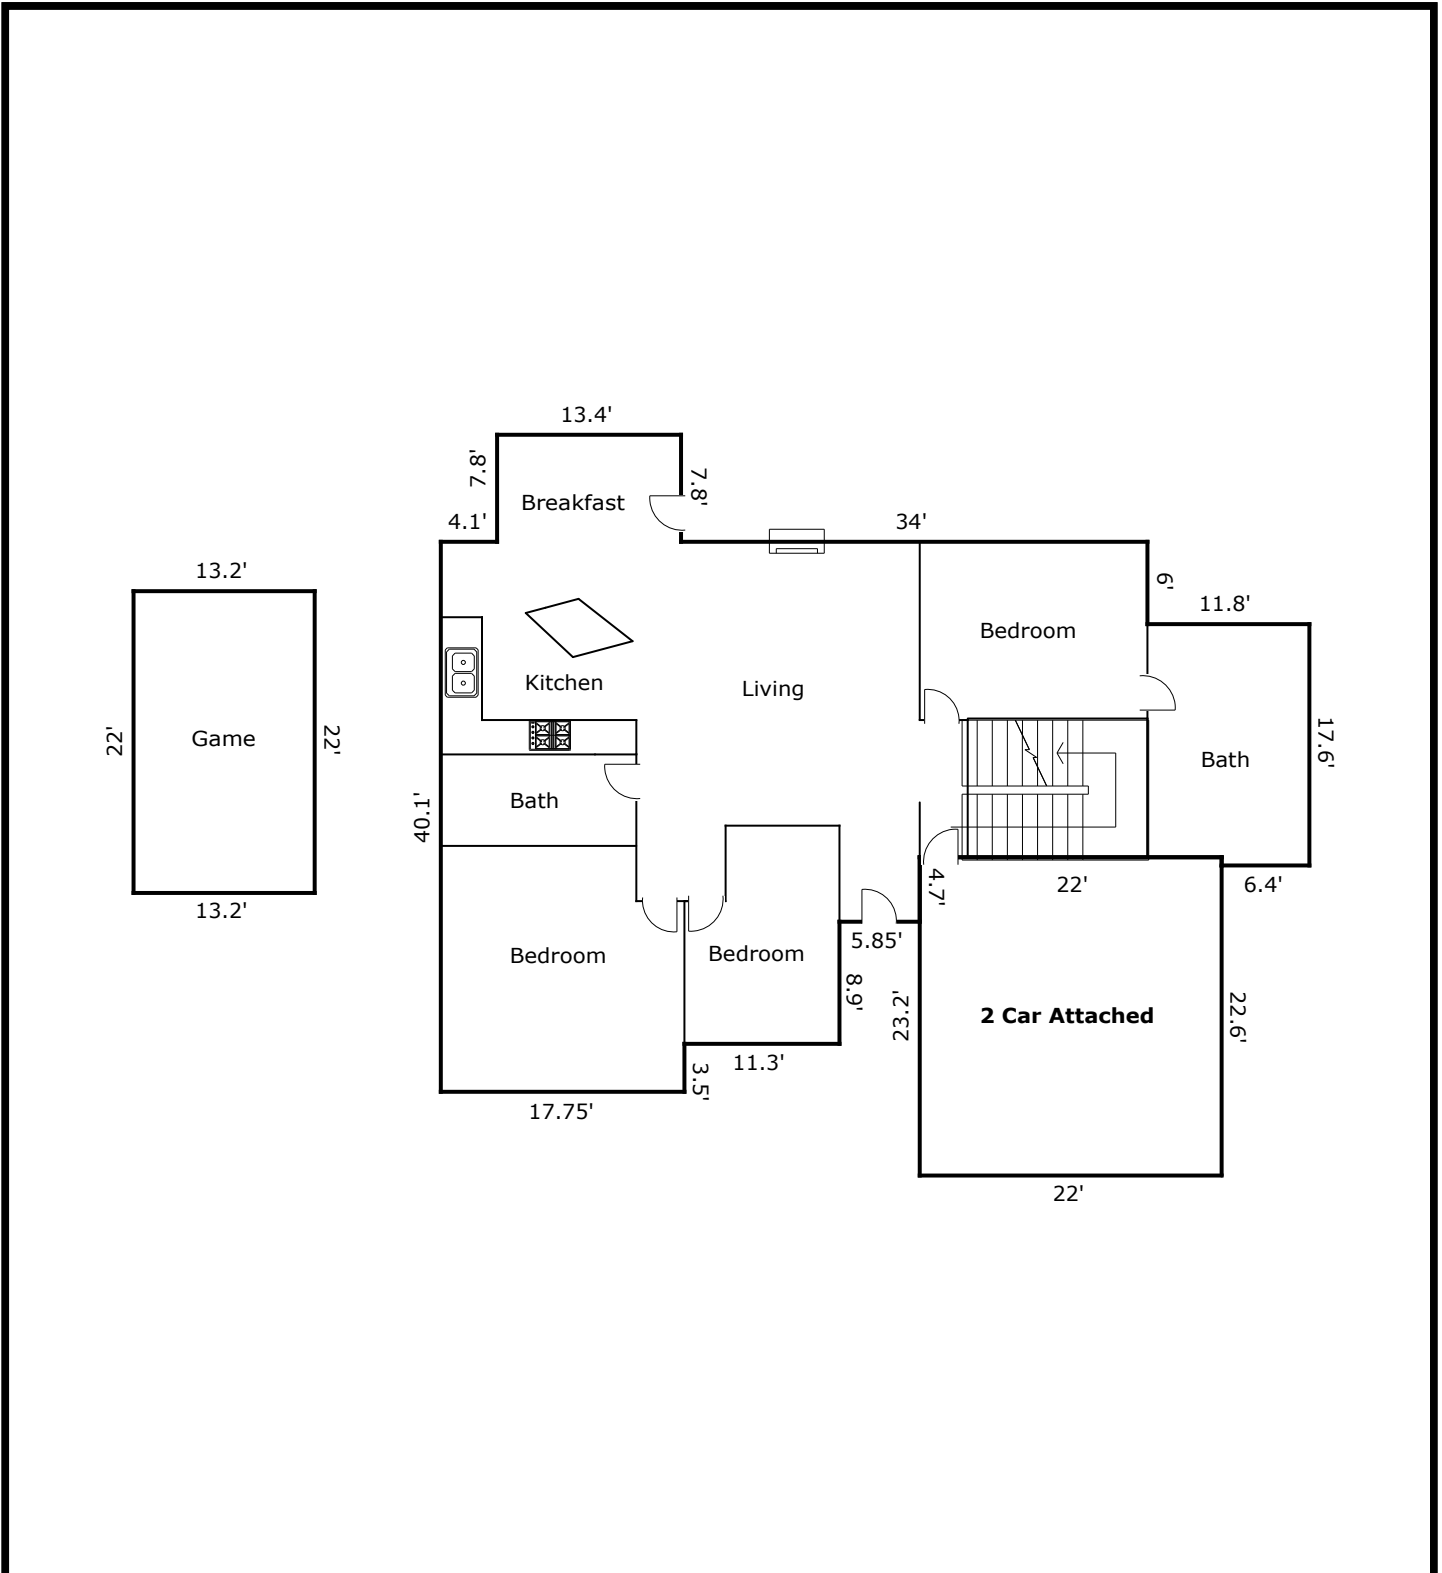 13.4'
7.8'
7.8'
Breakfast
4.1'
34'
13.2'
6'
11.8'
Bedroom
Kitchen
Living
22'
Game
22'
17.6'
Bath
Bath
40.1'
4.7'
22'
6.4'
13.2'
5.85'
Bedroom
Bedroom
8.9'
23.2'
2 Car Attached
22.6'
11.3'
3.5'
17.75'
22'